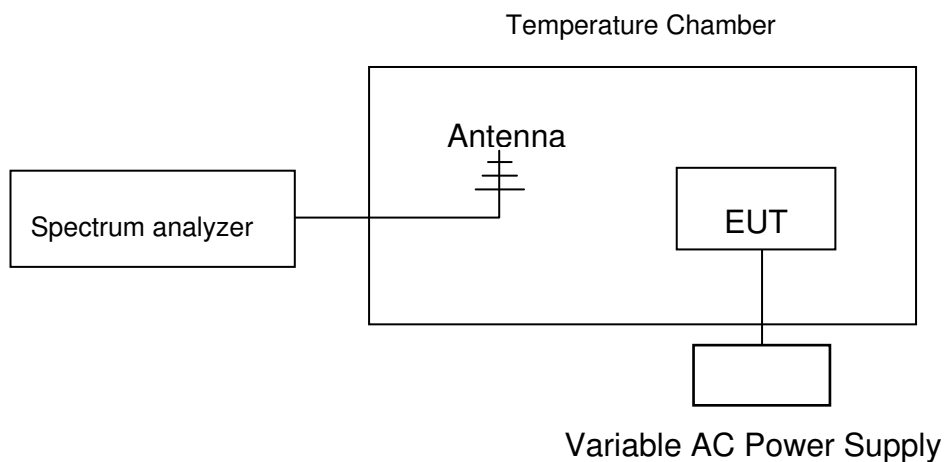 Temperature Chamber
Antenna
Spectrum analyzer
EUT
Variable AC Power Supply